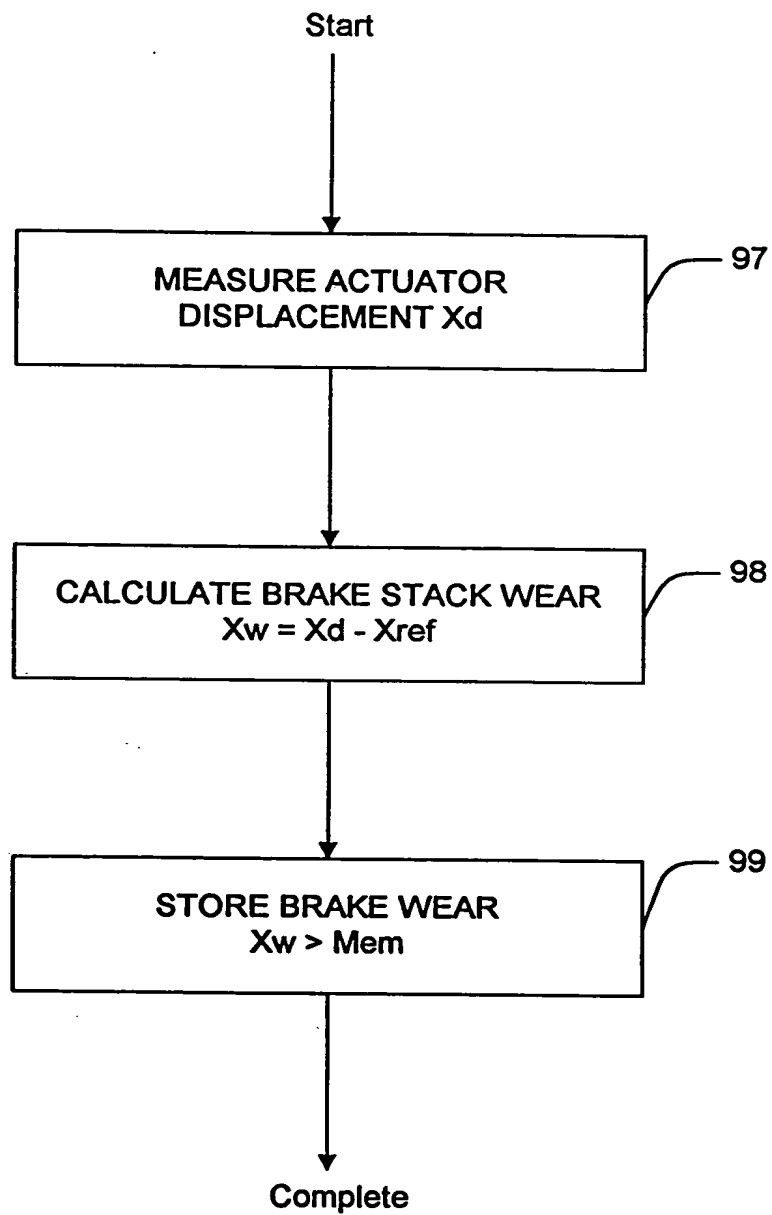 Start
MEASURE ACTUATOR
DISPLACEMENT Xd
97
CALCULATE BRAKE STACK WEAR
Xw = Xd - Xref
98
STORE BRAKE WEAR
Xw > Mem
99
Complete